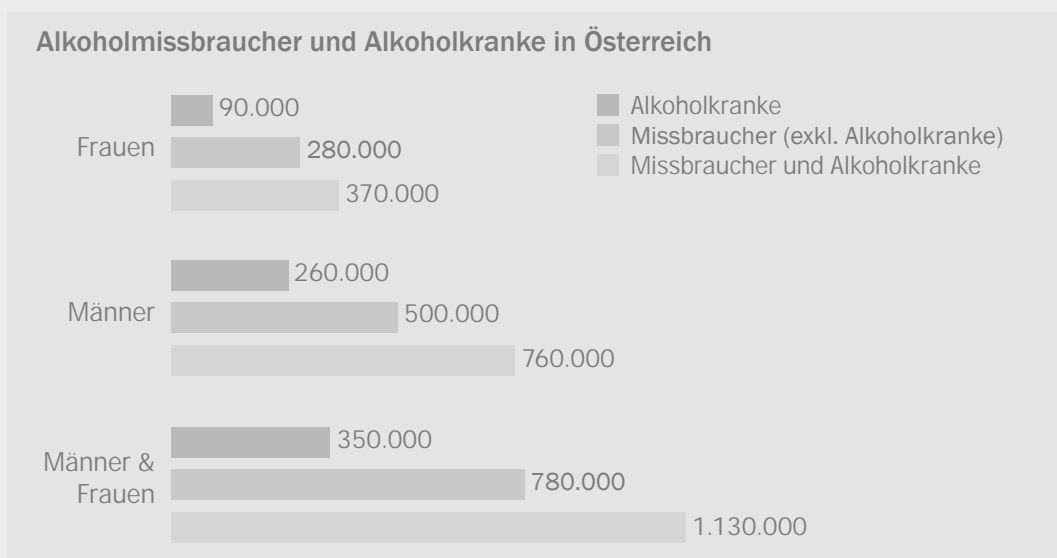 Alkoholmissbraucher und Alkoholkranke in Österreich
90.000
Frauen
280.000
370.000
Alkoholkranke
Missbraucher (exkl. Alkoholkranke)
Missbraucher und Alkoholkranke
260.000
Männer
500.000
760.000
350.000
Männer &
Frauen
780.000
1.130.000